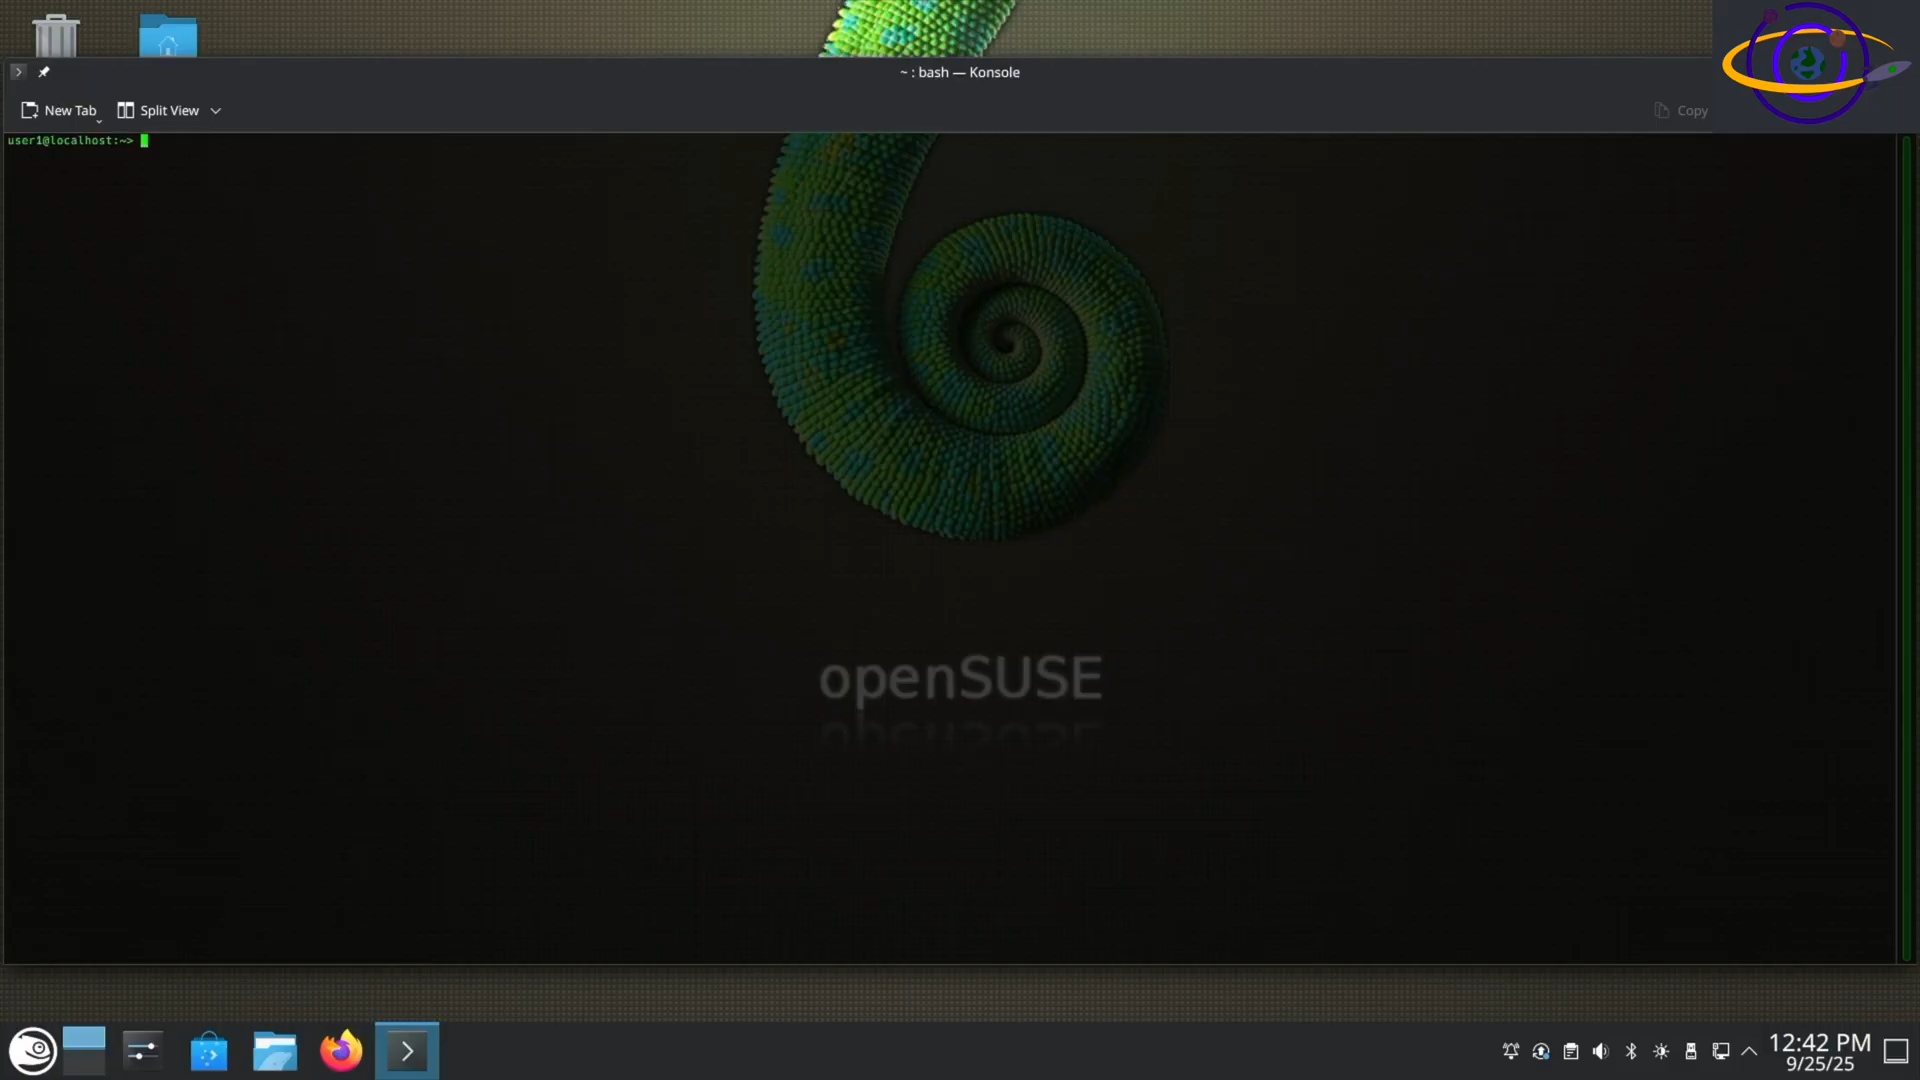 ~ : bash — Konsole
New Tab
Split View
Copy
user1@localhost:~>
openSUSE
12:42 PM
9/25/25